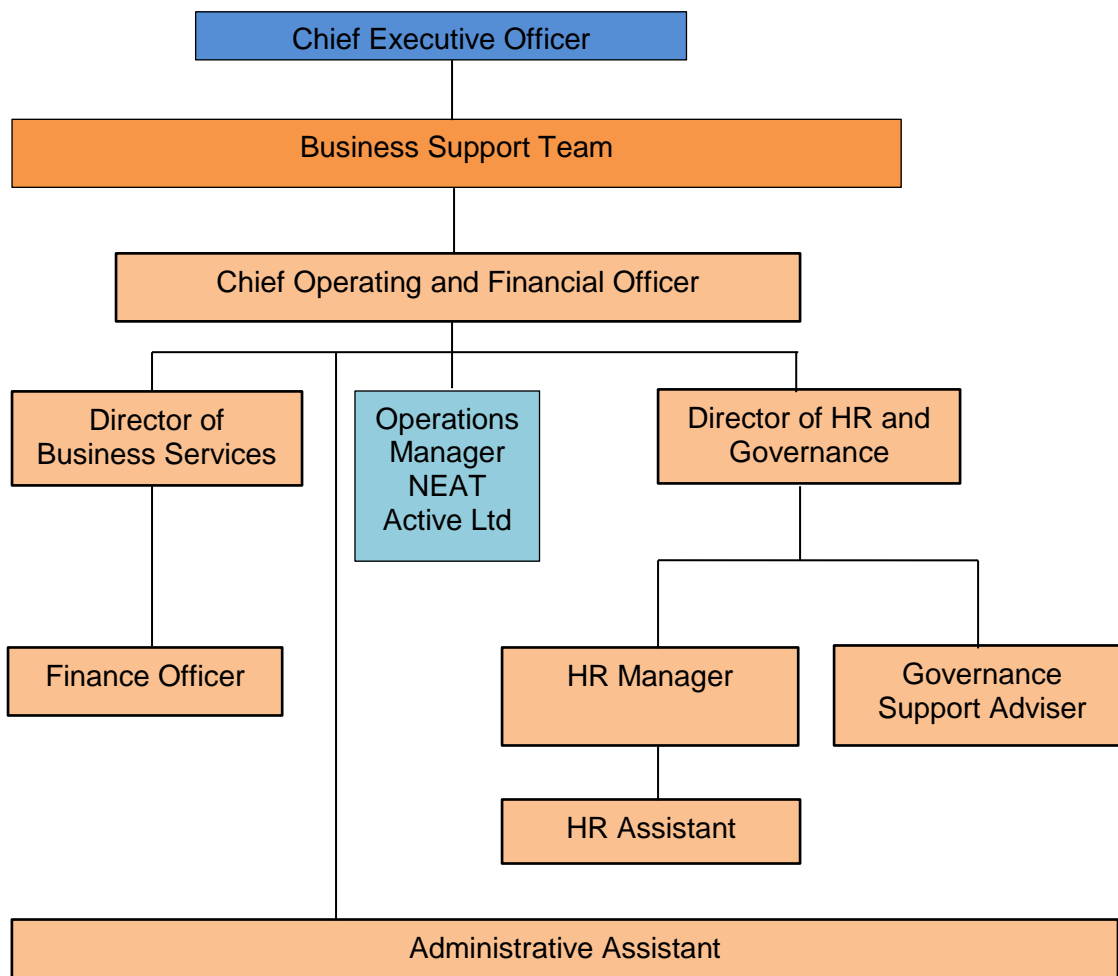 Chief Executive Officer
Business Support Team
Chief Operating and Financial Officer
Director of
Business Services
Operations
Manager
NEAT
Active Ltd
Director of HR and
Governance
Finance Officer
HR Manager
Governance
Support Adviser
HR Assistant
Administrative Assistant